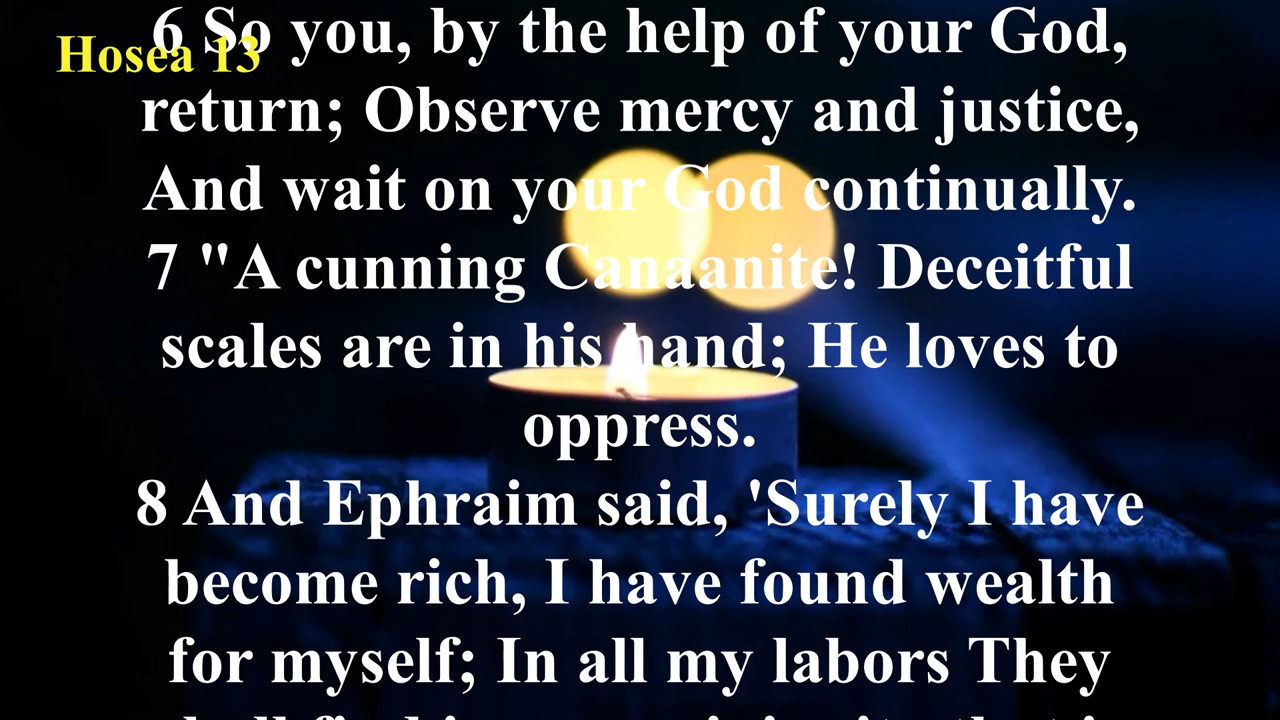 Hosea 13
6 So you, by the help of your God,
return; Observe mercy and justice,
And wait on your God continually.
7 "A cunning Canaanite! Deceitful
scales are in his hand; He loves to
oppress.
8 And Ephraim said, 'Surely I have
become rich, I have found wealth
for myself; In all my labors They